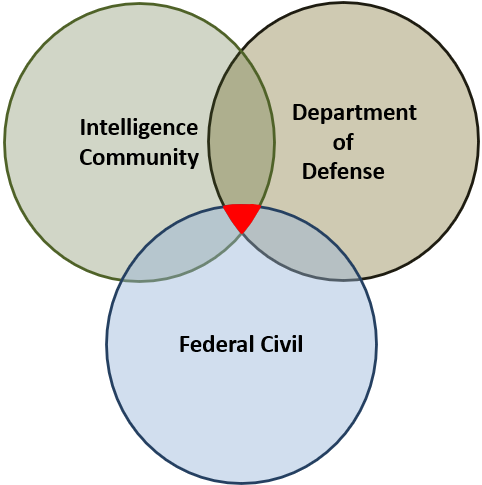 Intelligence
Community
Department
of
Defense
Federal Civil